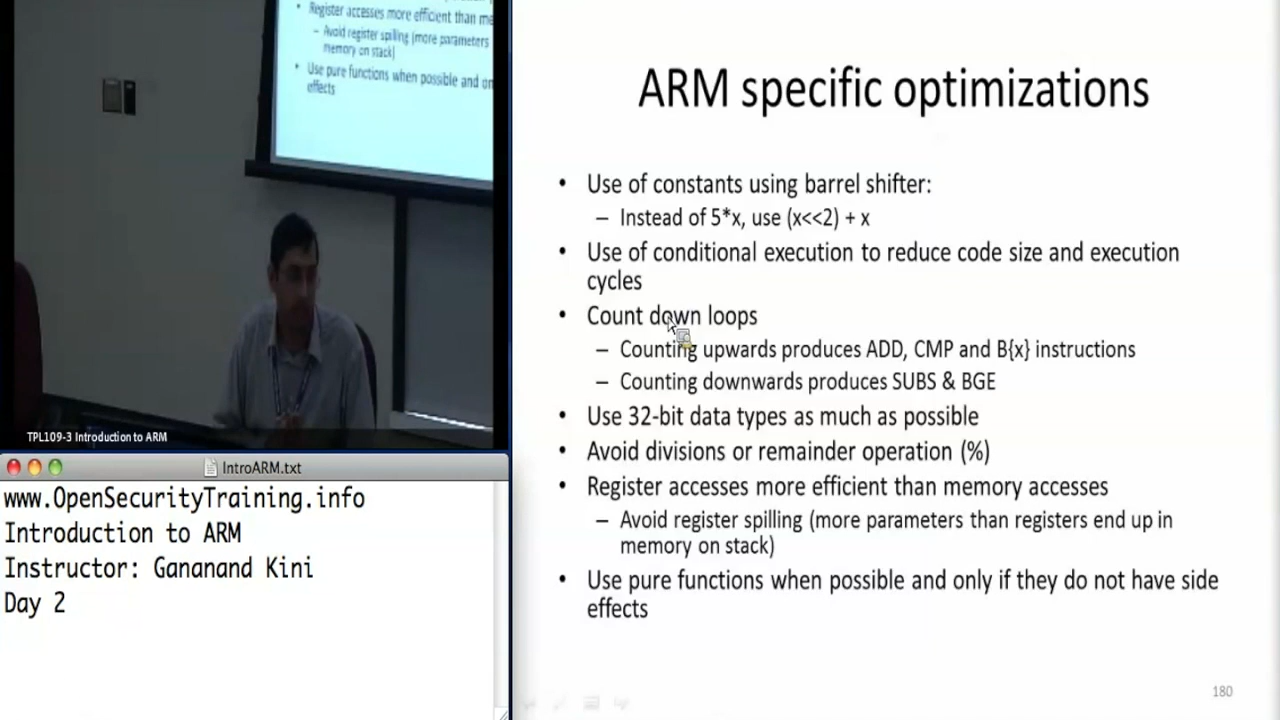 Register accesses more efficient than me
– Avoid register spilling (more parameters
memory on stack)
Use pure functions when possible and on
effects
TPL109-3 Introduction to ARM
IntroARM.txt
www.OpenSecurityTraining.info
Introduction to ARM
Instructor: Gananand Kini
Day 2
ARM specific optimizations
• Use of constants using barrel shifter:
– Instead of 5*x, use (x<<2) + x
• Use of conditional execution to reduce code size and execution
cycles
• Count down loops
– Counting upwards produces ADD, CMP and B{x} instructions
– Counting downwards produces SUBS & BGE
• Use 32-bit data types as much as possible
• Avoid divisions or remainder operation (%)
• Register accesses more efficient than memory accesses
– Avoid register spilling (more parameters than registers end up in
memory on stack)
• Use pure functions when possible and only if they do not have side
effects
180